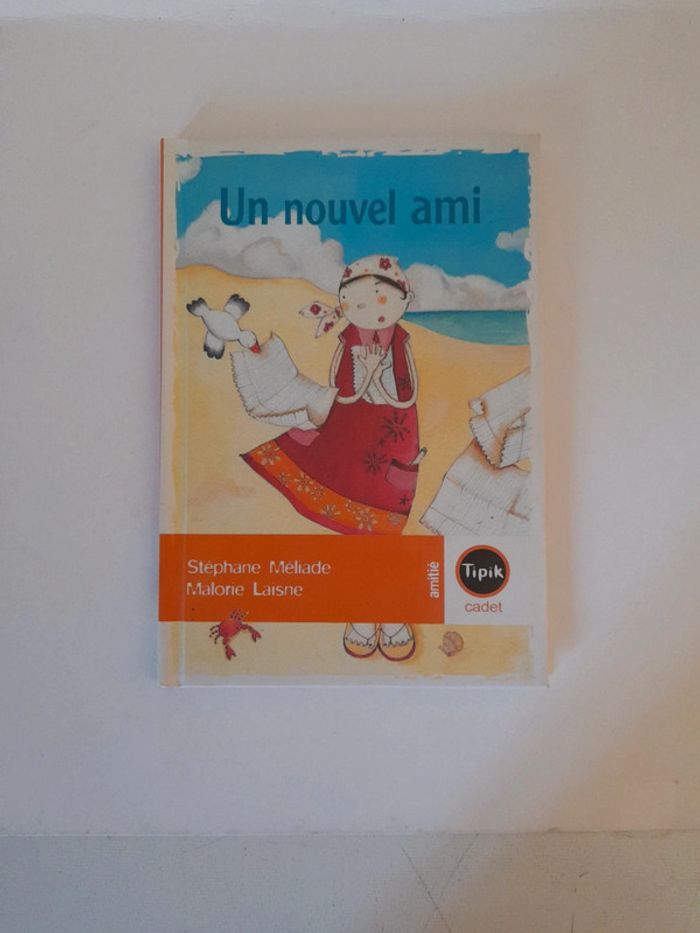 Un nouvel ami
Stéphane Méliade
Malorie Laisne
amitié
Tipik
cadet